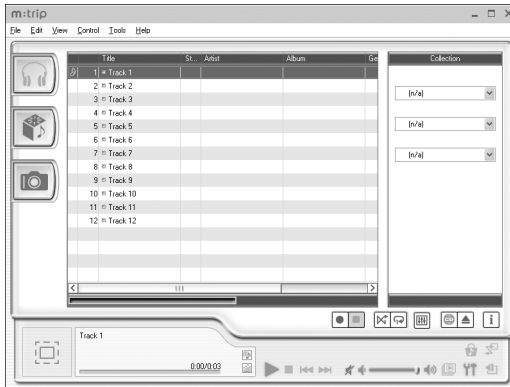 m:trip
File Edit View Control Tools Help
Title St... Artist Album Ge
1 Track 1
2 Track 2
3 Track 3
4 Track 4
5 Track 5
6 Track 6
7 Track 7
8 Track 8
9 Track 9
10 Track 10
11 Track 11
12 Track 12
Collection
(n/a)
(n/a)
(n/a)
Track 1
0:00/0:03